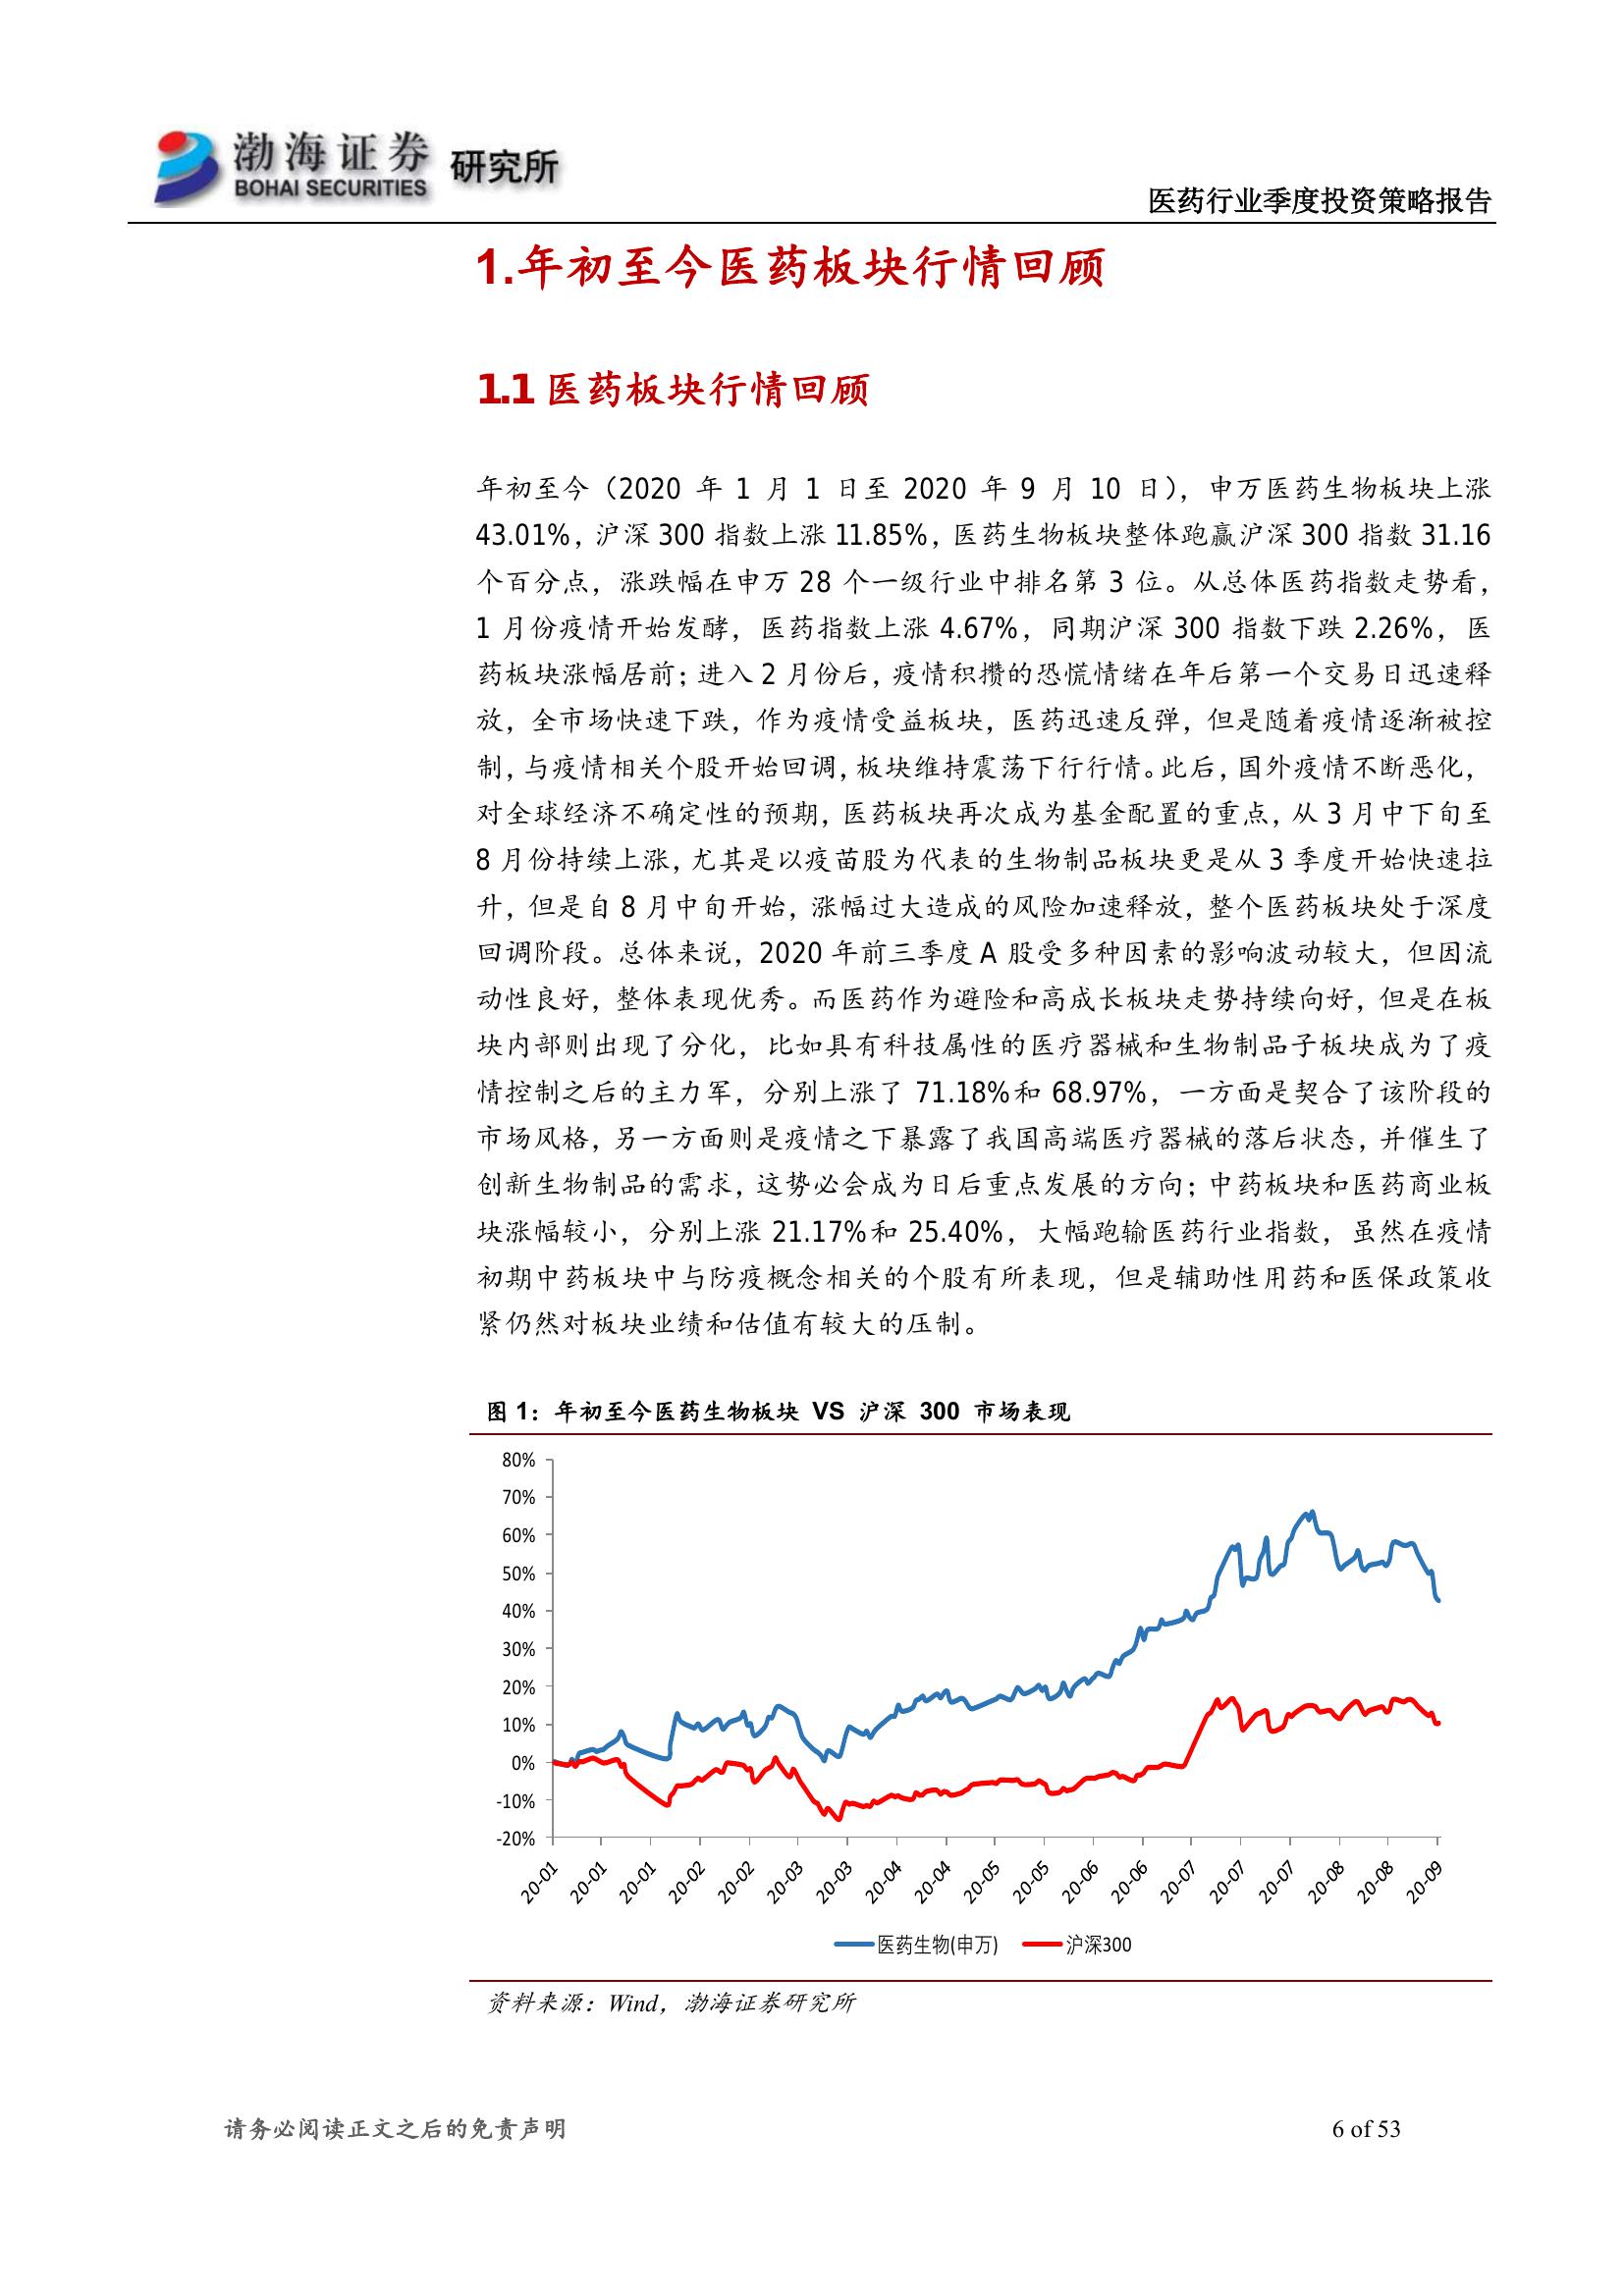 渤海证券 研究所
BOHAI SECURITIES
医药行业季度投资策略报告
1.年初至今医药板块行情回顾
1.1 医药板块行情回顾
年初至今（2020 年 1 月 1 日至 2020 年 9 月 10 日），申万医药生物板块上涨
43.01%，沪深 300 指数上涨 11.85%，医药生物板块整体跑赢沪深 300 指数 31.16
个百分点，涨跌幅在申万 28 个一级行业中排名第 3 位。从总体医药指数走势看，
1 月份疫情开始发酵，医药指数上涨 4.67%，同期沪深 300 指数下跌 2.26%，医
药板块涨幅居前；进入 2 月份后，疫情积攒的恐慌情绪在年后第一个交易日迅速释
放，全市场快速下跌，作为疫情受益板块，医药迅速反弹，但是随着疫情逐渐被控
制，与疫情相关个股开始回调，板块维持震荡下行行情。此后，国外疫情不断恶化，
对全球经济不确定性的预期，医药板块再次成为基金配置的重点，从 3 月中下旬至
8 月份持续上涨，尤其是以疫苗股为代表的生物制品板块更是从 3 季度开始快速拉
升，但是自 8 月中旬开始，涨幅过大造成的风险加速释放，整个医药板块处于深度
回调阶段。总体来说，2020 年前三季度 A 股受多种因素的影响波动较大，但因流
动性良好，整体表现优秀。而医药作为避险和高成长板块走势持续向好，但是在板
块内部则出现了分化，比如具有科技属性的医疗器械和生物制品子板块成为了疫
情控制之后的主力军，分别上涨了 71.18%和 68.97%，一方面是契合了该阶段的
市场风格，另一方面则是疫情之下暴露了我国高端医疗器械的落后状态，并催生了
创新生物制品的需求，这势必会成为日后重点发展的方向；中药板块和医药商业板
块涨幅较小，分别上涨 21.17%和 25.40%，大幅跑输医药行业指数，虽然在疫情
初期中药板块中与防疫概念相关的个股有所表现，但是辅助性用药和医保政策收
紧仍然对板块业绩和估值有较大的压制。
图 1：年初至今医药生物板块 VS 沪深 300 市场表现
80%
70%
60%
50%
40%
30%
20%
10%
0%
-10%
-20%
20-01 20-01 20-01 20-02 20-02 20-03 20-03 20-04 20-04 20-05 20-05 20-06 20-06 20-07 20-07 20-07 20-08 20-08 20-09
医药生物(申万) 沪深300
资料来源：Wind，渤海证券研究所
请务必阅读正文之后的免责声明 6 of 53